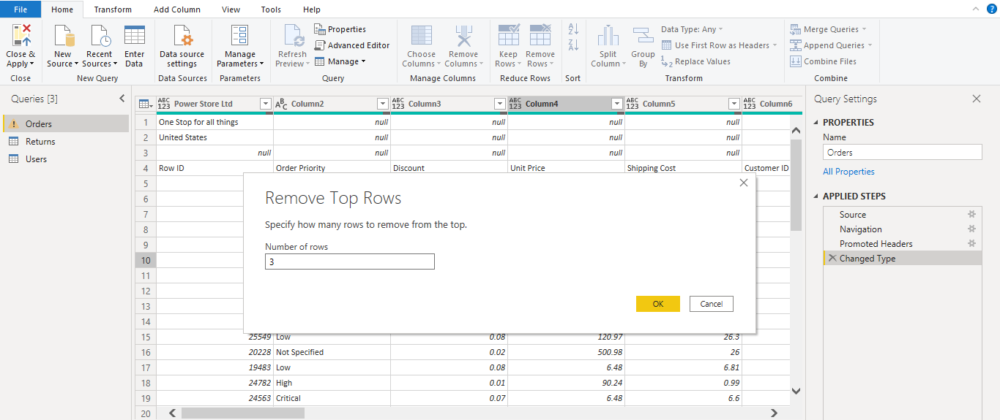 File Home Transform Add Column View Tools Help
Close & Apply
New Source
Recent Sources
Enter Data
Data source settings
Manage Parameters
Refresh Preview
Properties
Advanced Editor
Manage
Choose Columns
Remove Columns
Keep Rows
Remove Rows
A Z
Z A
Split Column
Group By
Data Type: Any
Use First Row as Headers
1 2 Replace Values
Merge Queries
Append Queries
Combine Files
Close New Query Data Sources Parameters Query Manage Columns Reduce Rows Sort Transform Combine
Queries [3]
Orders
Returns
Users
ABC 123 Power Store Ltd ABC Column2 ABC 123 Column3 ABC 123 Column4 ABC 123 Column5 ABC 123 Column6
1 One Stop for all things null null null null
2 United States null null null null
3 null null null null null
4 Row ID Order Priority Discount Unit Price Shipping Cost Customer ID
5
6
7
8
9
10
11
12
13
14
15 25549 Low 0.08 120.97 26.3
16 20228 Not Specified 0.02 500.98 26
17 19483 Low 0.08 6.48 6.81
18 24782 High 0.01 90.24 0.99
19 24563 Critical 0.07 6.48 6.6
20
Remove Top Rows
Specify how many rows to remove from the top.
Number of rows
3
OK Cancel
Query Settings
PROPERTIES
Name
Orders
All Properties
APPLIED STEPS
Source
Navigation
Promoted Headers
Changed Type